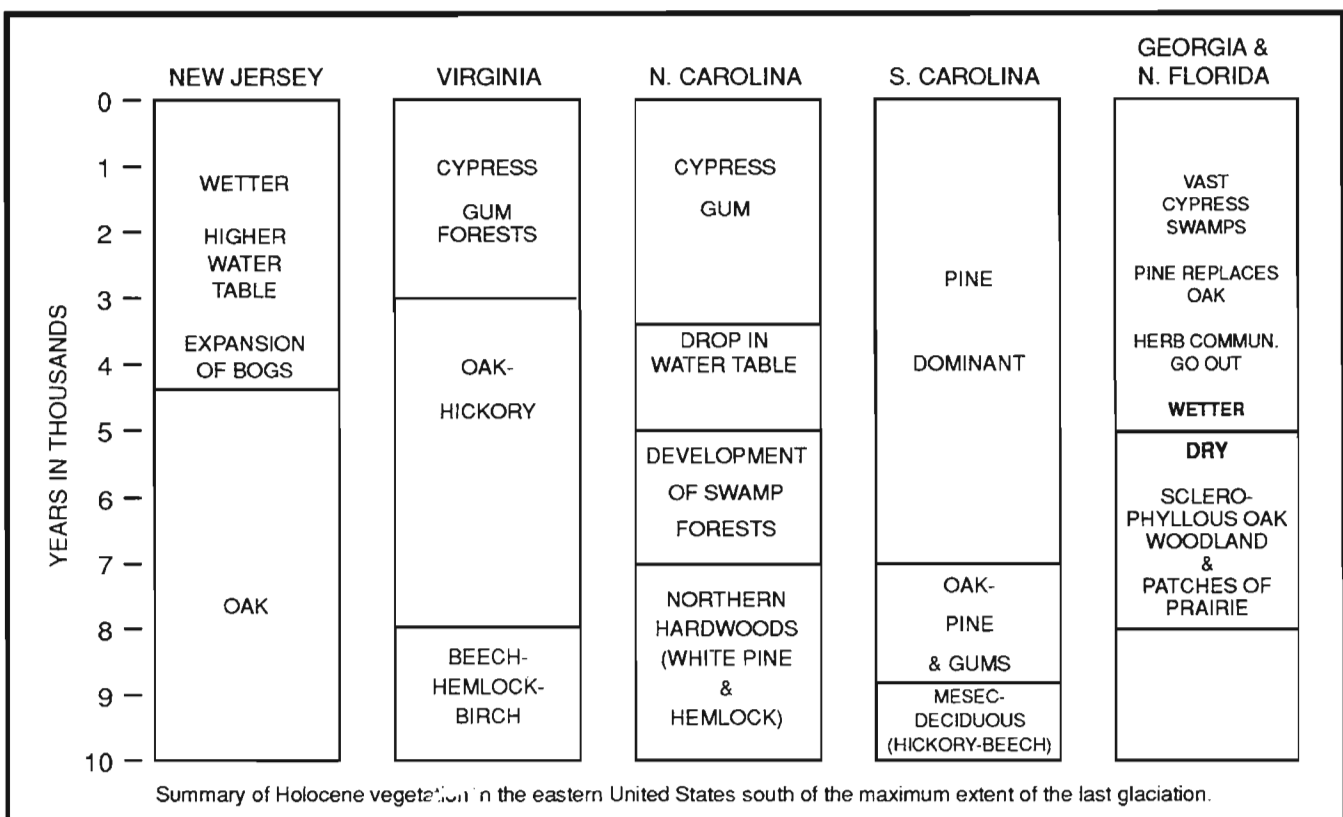 NEW JERSEY
VIRGINIA
N. CAROLINA
S. CAROLINA
GEORGIA &
N. FLORIDA
YEARS IN THOUSANDS
0
1
2
3
4
5
6
7
8
9
10
WETTER
HIGHER
WATER
TABLE
EXPANSION
OF BOGS
OAK
CYPRESS
GUM
FORESTS
OAK-
HICKORY
BEECH-
HEMLOCK-
BIRCH
CYPRESS
GUM
DROP IN
WATER TABLE
DEVELOPMENT
OF SWAMP
FORESTS
NORTHERN
HARDWOODS
(WHITE PINE
&
HEMLOCK)
PINE
DOMINANT
OAK-
PINE
& GUMS
MESEC-
DECIDUOUS
(HICKORY-BEECH)
VAST
CYPRESS
SWAMPS
PINE REPLACES
OAK
HERB COMMUN.
GO OUT
WETTER
DRY
SCLERO-
PHYLLOUS OAK
WOODLAND
&
PATCHES OF
PRAIRIE
Summary of Holocene vegetation in the eastern United States south of the maximum extent of the last glaciation.